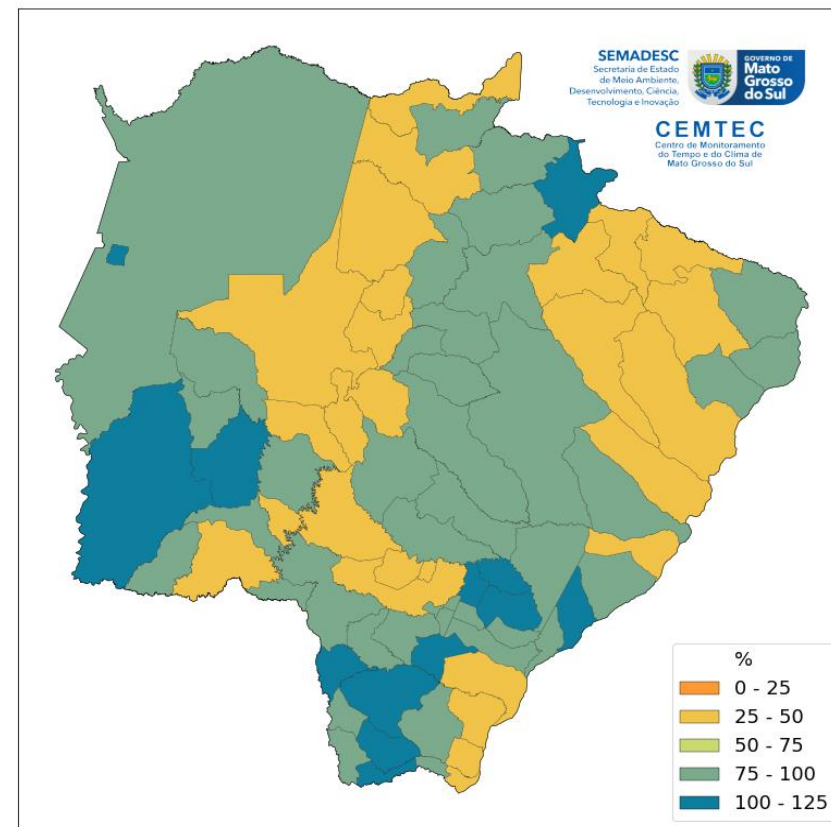 SEMADESC
Secretaria de Estado
de Meio Ambiente,
Desenvolvimento, Ciência,
Tecnologia e Inovação
GOVERNO DE
Mato
Grosso
do Sul
CEMTEC
Centro de Monitoramento
do Tempo e do Clima de
Mato Grosso do Sul
%
0 - 25
25 - 50
50 - 75
75 - 100
100 - 125